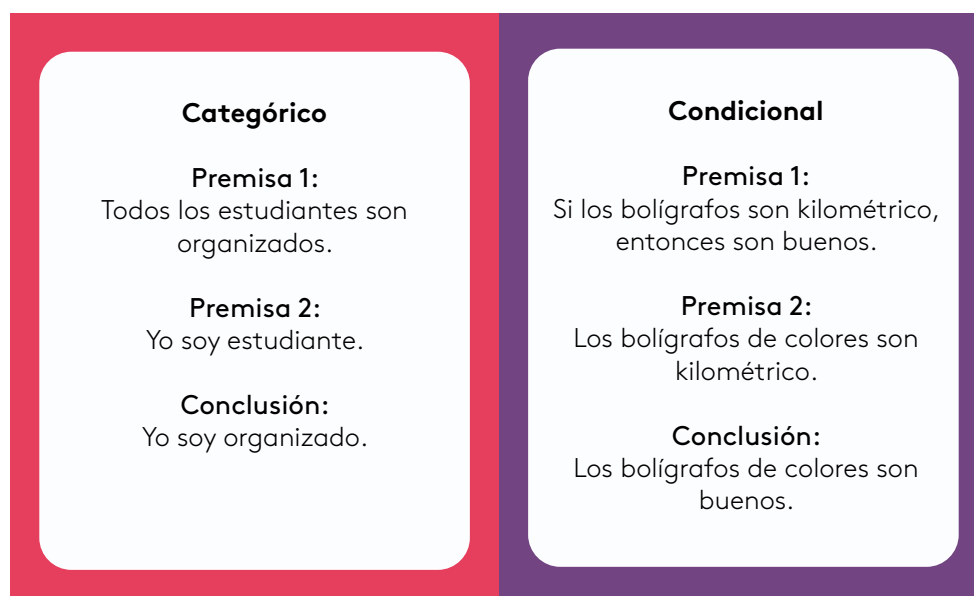 Categórico
Premisa 1:
Todos los estudiantes son
organizados.
Premisa 2:
Yo soy estudiante.
Conclusión:
Yo soy organizado.
Condicional
Premisa 1:
Si los bolígrafos son kilométrico,
entonces son buenos.
Premisa 2:
Los bolígrafos de colores son
kilométrico.
Conclusión:
Los bolígrafos de colores son
buenos.